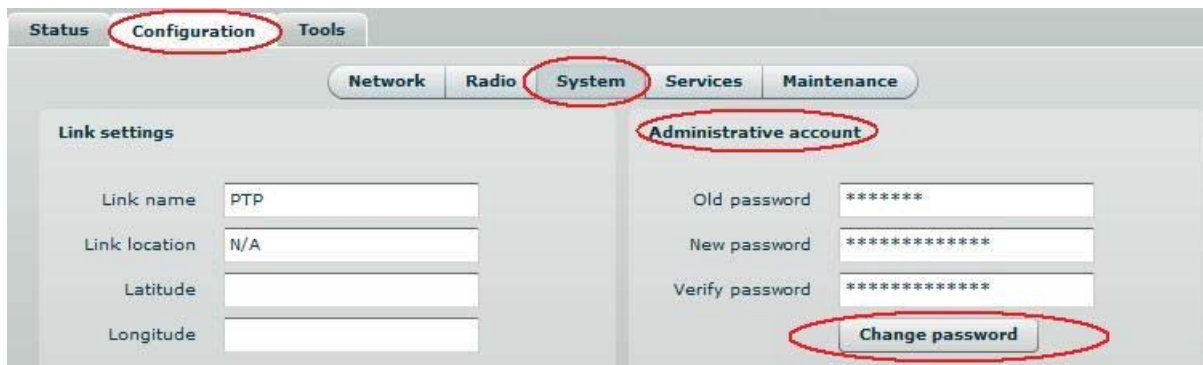 Status Configuration Tools
Network Radio System Services Maintenance
Link settings
Link name PTP
Link location N/A
Latitude
Longitude
Administrative account
Old password *******
New password *************
Verify password *************
Change password